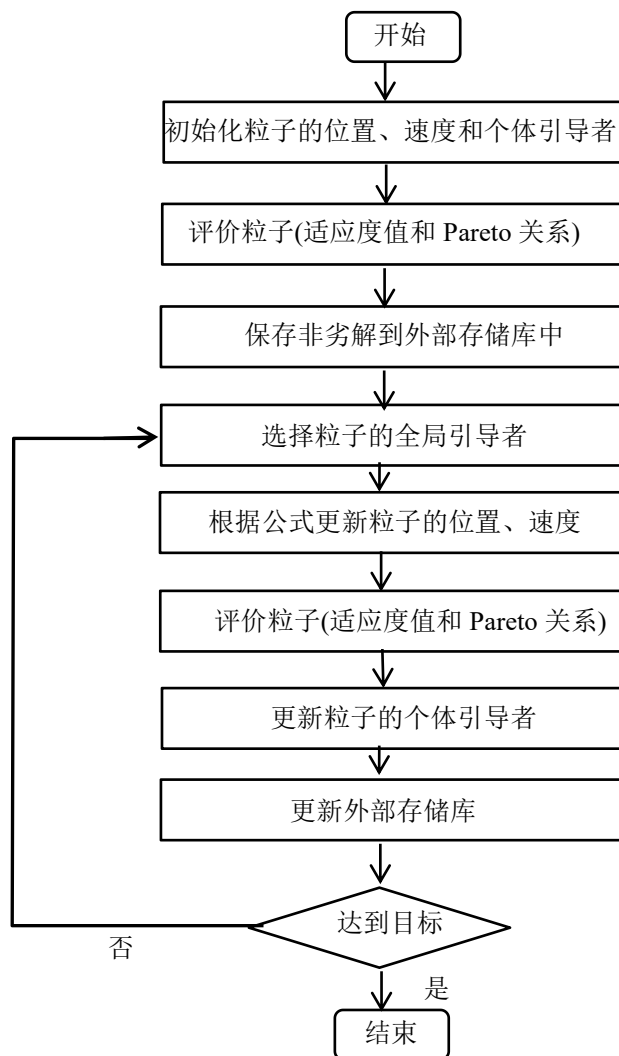 开始
初始化粒子的位置、速度和个体引导者
评价粒子(适应度值和 Pareto 关系)
保存非劣解到外部存储库中
选择粒子的全局引导者
根据公式更新粒子的位置、速度
评价粒子(适应度值和 Pareto 关系)
更新粒子的个体引导者
更新外部存储库
达到目标
否
是
结束